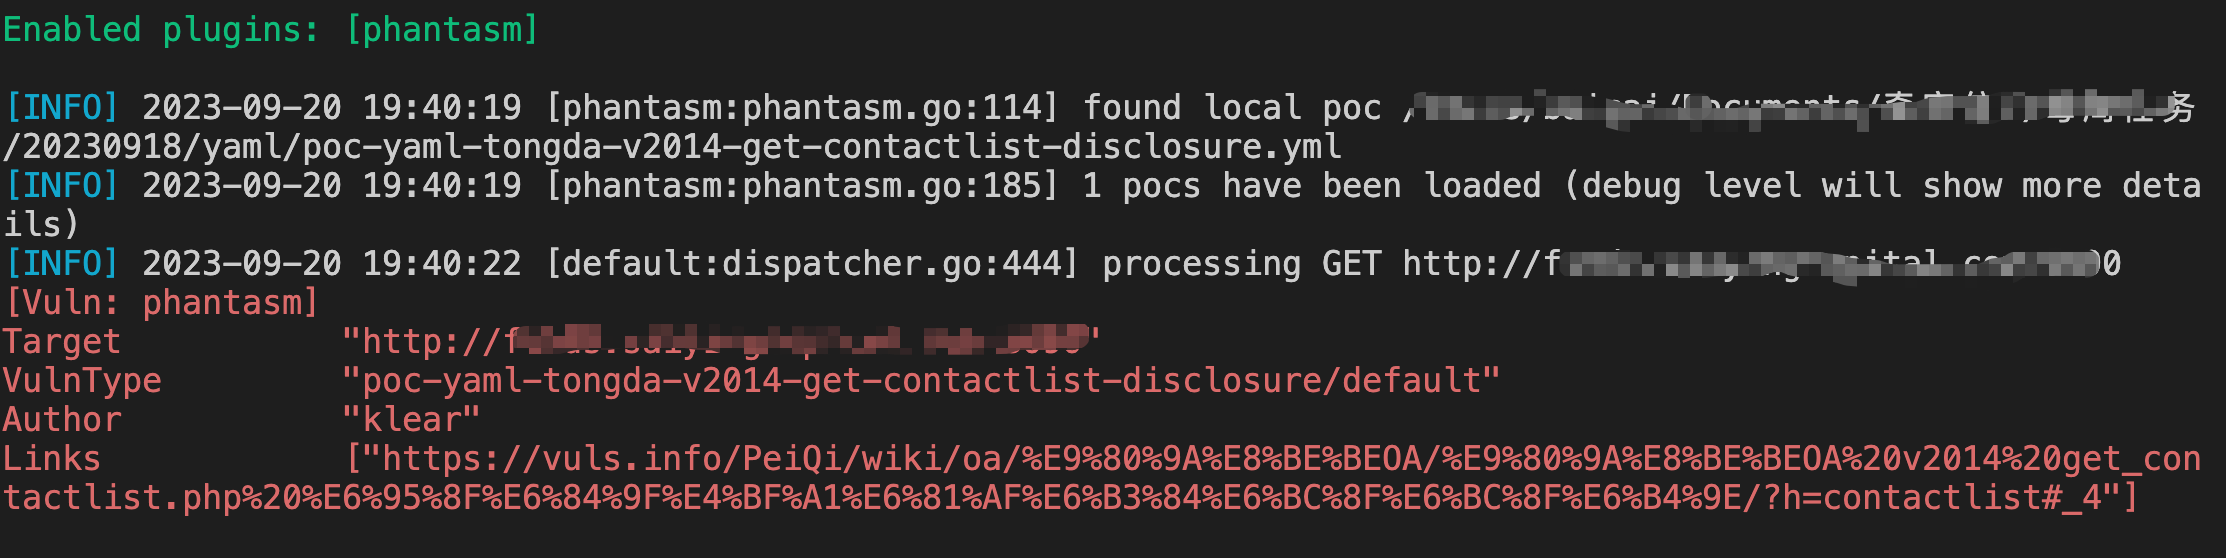 Enabled plugins: [phantasm]
[INFO] 2023-09-20 19:40:19 [phantasm:phantasm.go:114] found local poc /
/20230918/yaml/poc-yaml-tongda-v2014-get-contactlist-disclosure.yml
[INFO] 2023-09-20 19:40:19 [phantasm:phantasm.go:185] 1 pocs have been loaded (debug level will show more deta
ils)
[INFO] 2023-09-20 19:40:22 [default:dispatcher.go:444] processing GET http://f
[Vuln: phantasm]
Target "http://f
VulnType "poc-yaml-tongda-v2014-get-contactlist-disclosure/default"
Author "klear"
Links ["https://vuls.info/PeiQi/wiki/oa/%E9%80%9A%E8%BE%BEOA/%E9%80%9A%E8%BE%BEOA%20v2014%20get_con
tactlist.php%20%E6%95%8F%E6%84%9F%E4%BF%A1%E6%81%AF%E6%B3%84%E6%BC%8F%E6%BC%8F%E6%B4%9E/?h=contactlist#_4"]